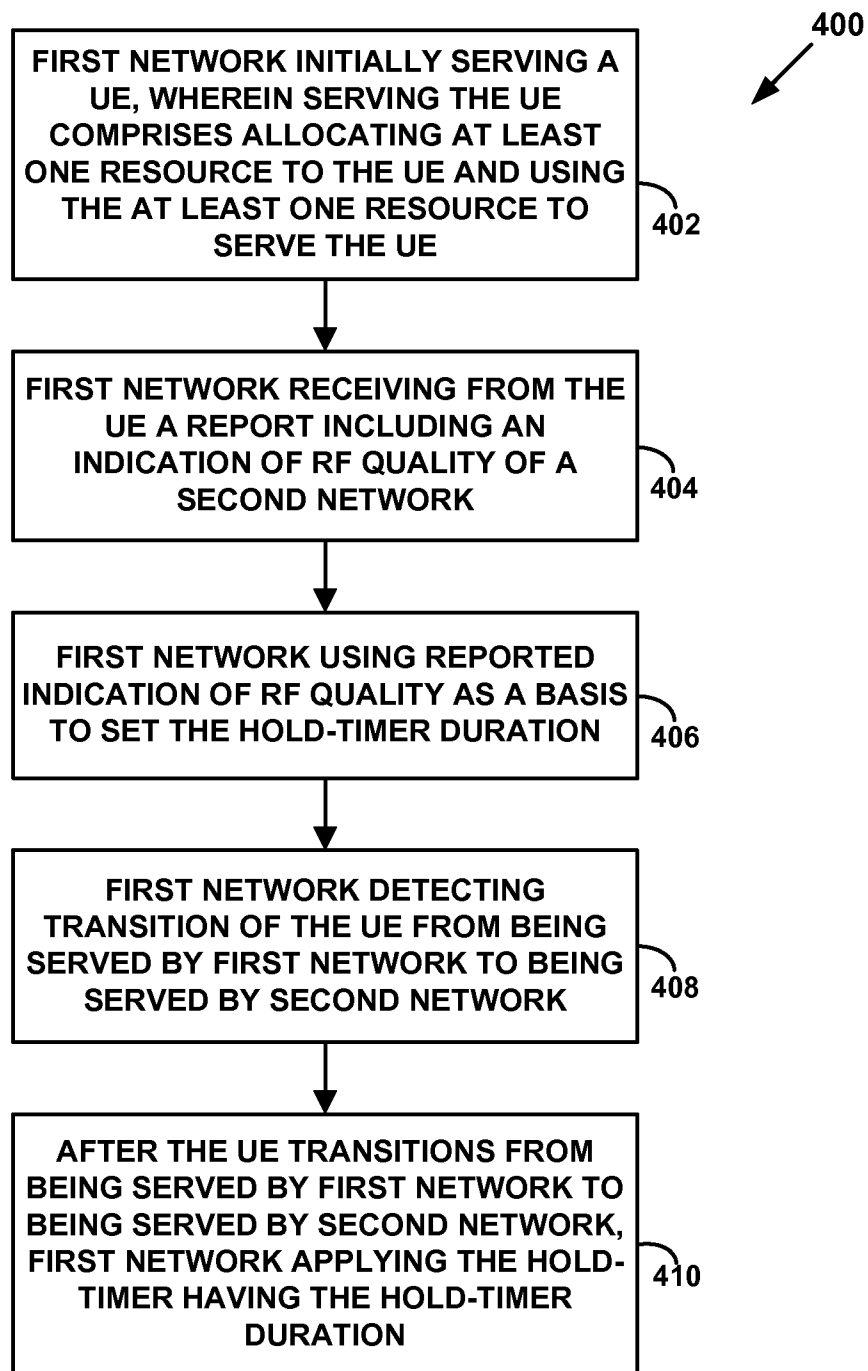 400
FIRST NETWORK INITIALLY SERVING A
UE, WHEREIN SERVING THE UE
COMPRISES ALLOCATING AT LEAST
ONE RESOURCE TO THE UE AND USING
THE AT LEAST ONE RESOURCE TO
SERVE THE UE
402
FIRST NETWORK RECEIVING FROM THE
UE A REPORT INCLUDING AN
INDICATION OF RF QUALITY OF A
SECOND NETWORK
404
FIRST NETWORK USING REPORTED
INDICATION OF RF QUALITY AS A BASIS
TO SET THE HOLD-TIMER DURATION
406
FIRST NETWORK DETECTING
TRANSITION OF THE UE FROM BEING
SERVED BY FIRST NETWORK TO BEING
SERVED BY SECOND NETWORK
408
AFTER THE UE TRANSITIONS FROM
BEING SERVED BY FIRST NETWORK TO
BEING SERVED BY SECOND NETWORK,
FIRST NETWORK APPLYING THE HOLD-
TIMER HAVING THE HOLD-TIMER
DURATION
410